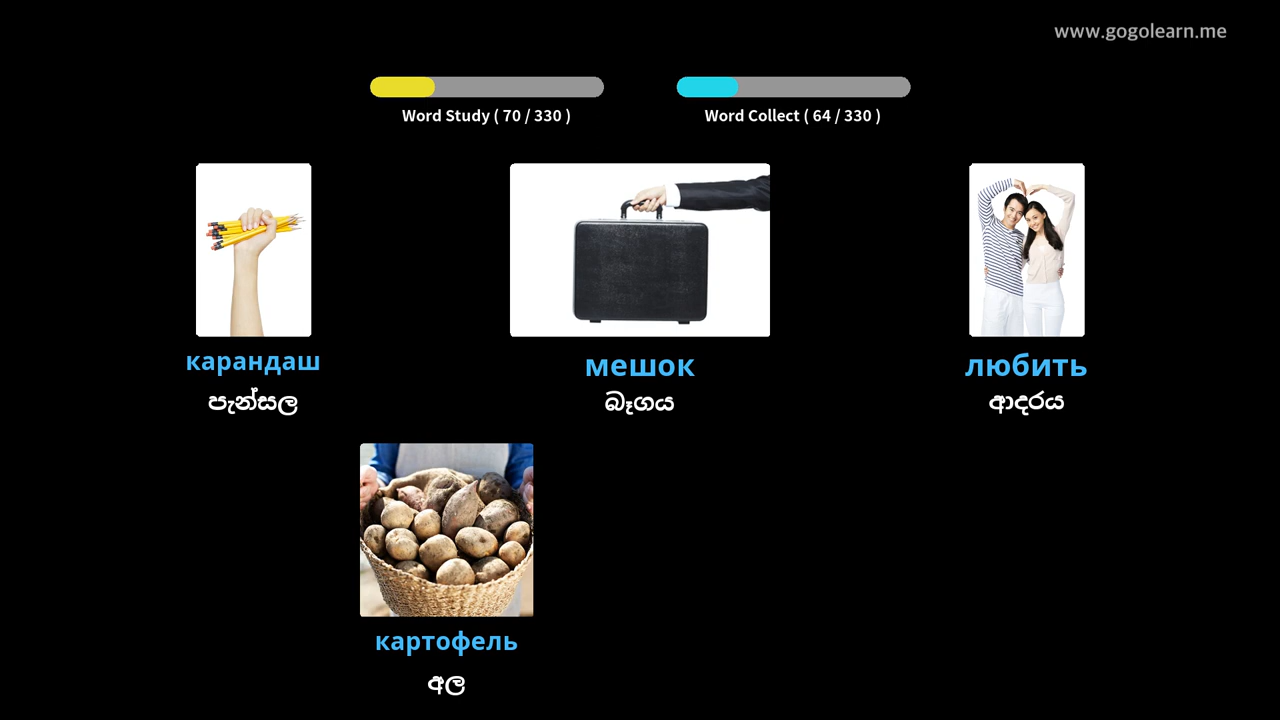 www.gogolearn.me
Word Study ( 70 / 330 )
Word Collect ( 64 / 330 )
карандаш
පැන්සල
мешок
බෑගය
любить
ආදරය
картофель
අල